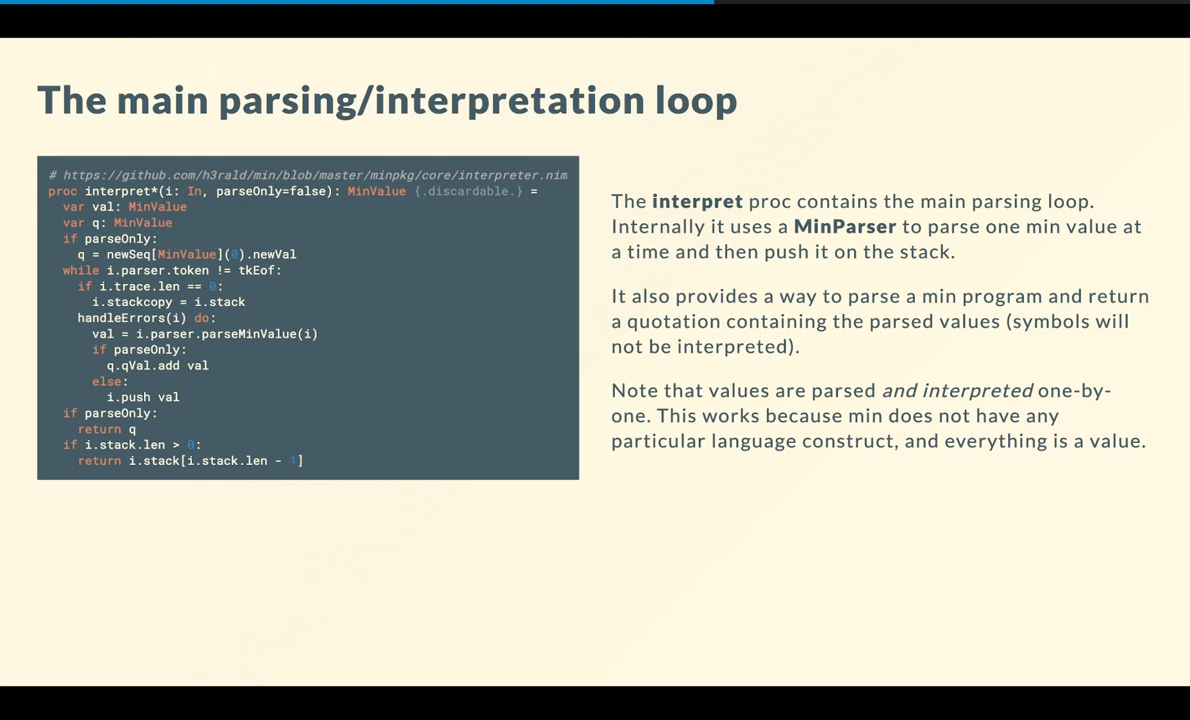 The main parsing/interpretation loop
# https://github.com/h3rald/min/blob/master/minpkg/core/interpreter.nim
proc interpret*(i: In, parseOnly=false): MinValue {.discardable.} =
  var val: MinValue
  var q: MinValue
  if parseOnly:
    q = newSeq[MinValue](0).newVal
  while i.parser.token != tkEof:
    if i.trace.len == 0:
      i.stackcopy = i.stack
    handleErrors(i) do:
      val = i.parser.parseMinValue(i)
      if parseOnly:
        q.qVal.add val
      else:
        i.push val
  if parseOnly:
    return q
  if i.stack.len > 0:
    return i.stack[i.stack.len - 1]
The interpret proc contains the main parsing loop.
Internally it uses a MinParser to parse one min value at
a time and then push it on the stack.
It also provides a way to parse a min program and return
a quotation containing the parsed values (symbols will
not be interpreted).
Note that values are parsed and interpreted one-by-
one. This works because min does not have any
particular language construct, and everything is a value.